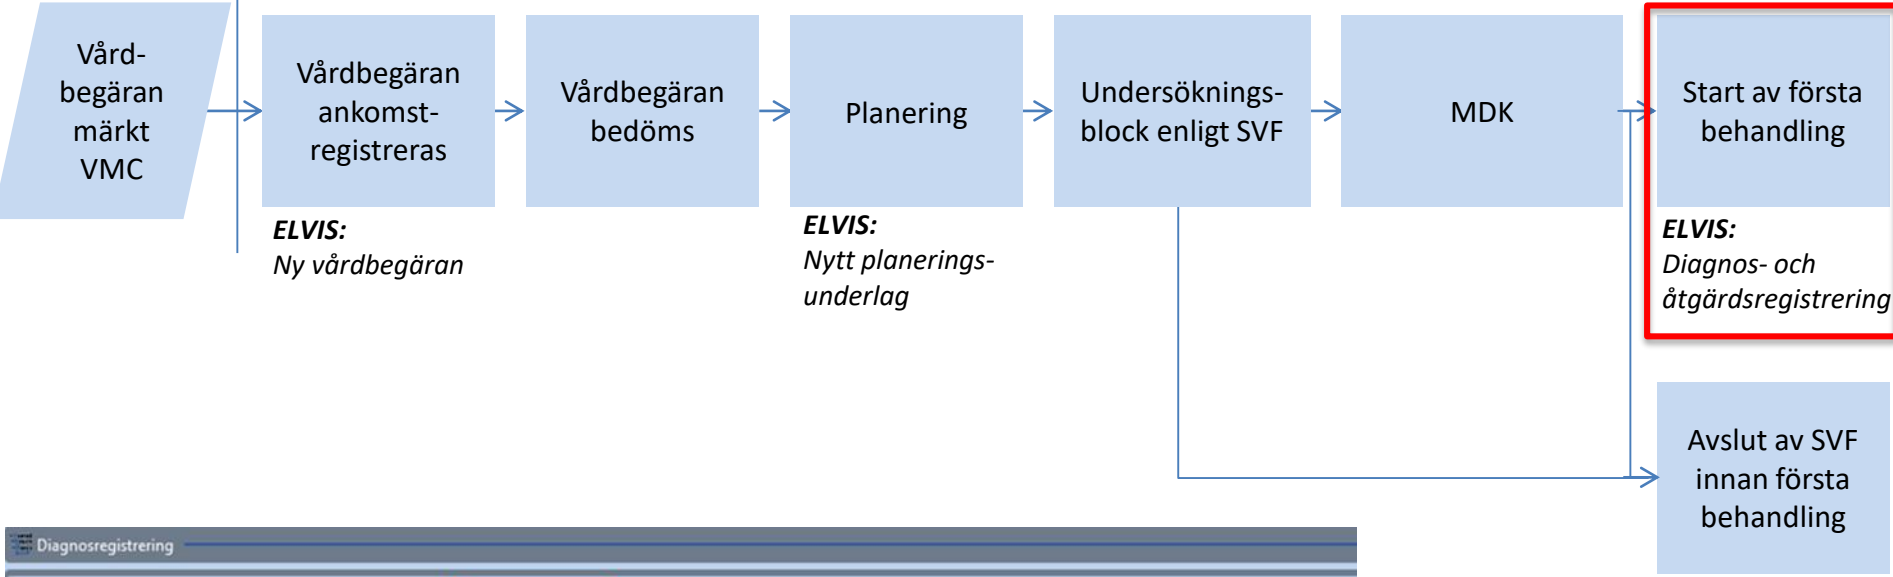 Vård-
begäran
märkt
VMC
Vårdbegäran
ankomst-
registreras
Vårdbegäran
bedöms
Planering
Undersöknings-
block enligt SVF
MDK
Start av första
behandling
ELVIS:
Ny vårdbegäran
ELVIS:
Nytt planerings-
underlag
ELVIS:
Diagnos- och
åtgärdsregistrering
Avslut av SVF
innan första
behandling
Diagnosregistrering